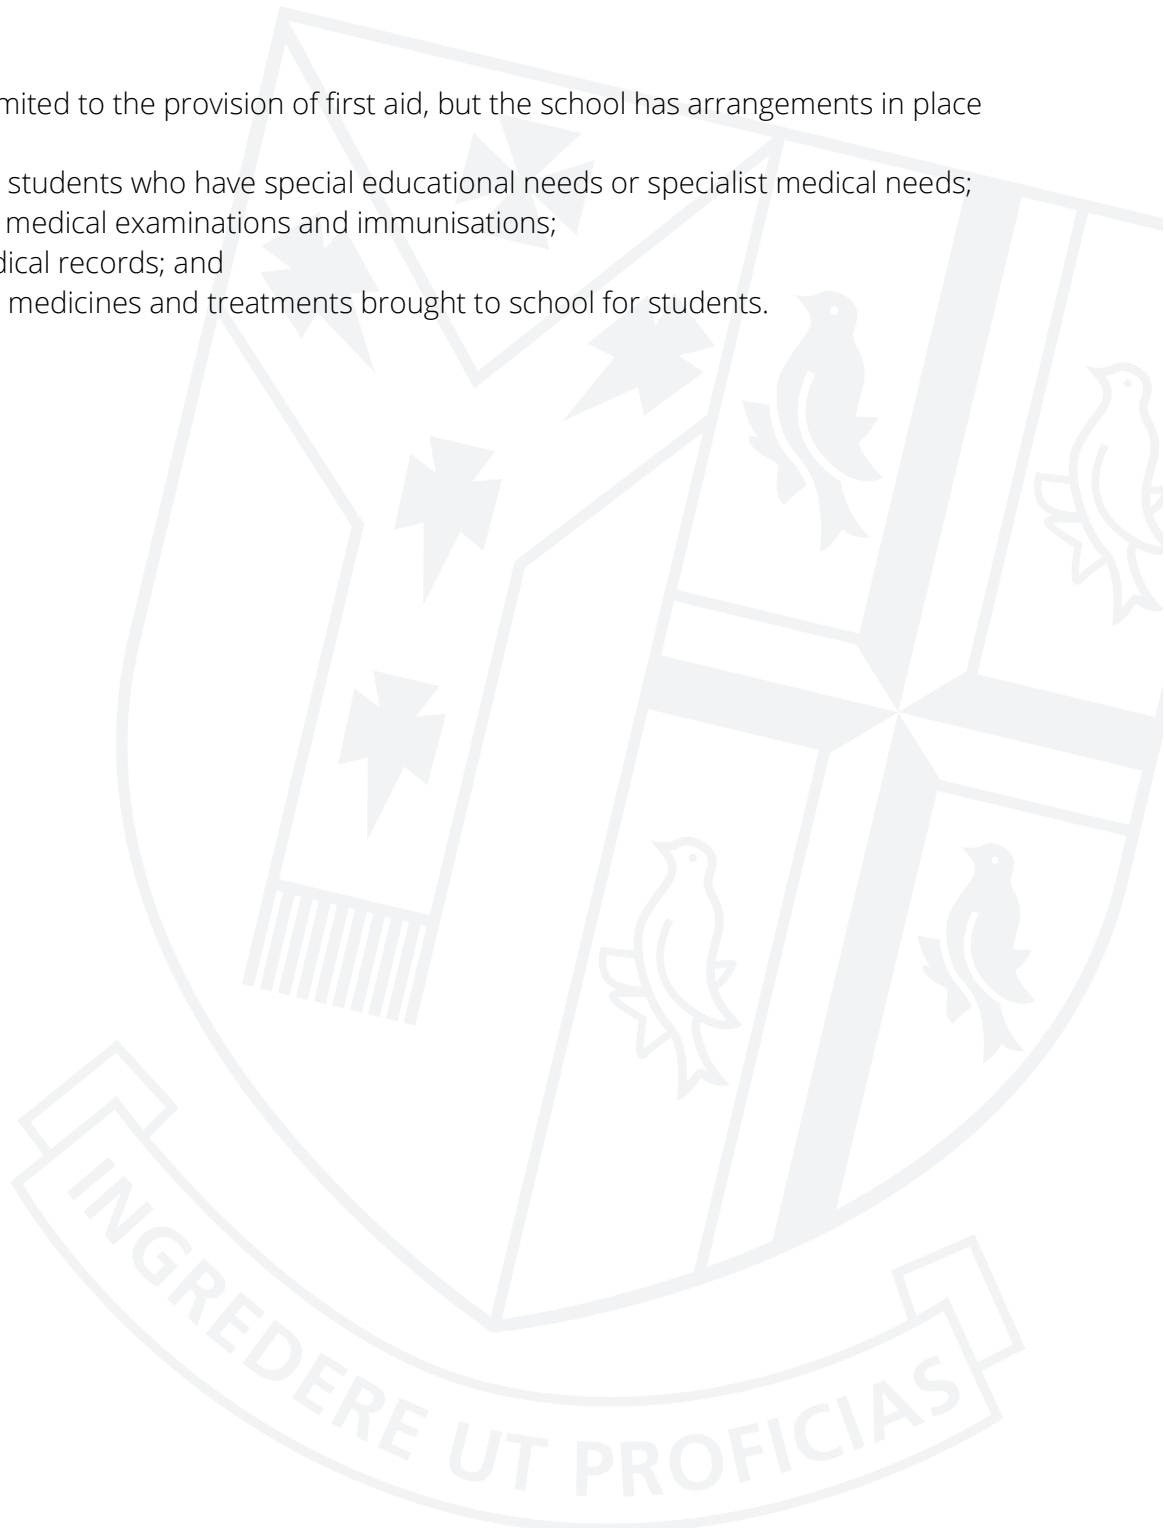 mited to the provision of first aid, but the school has arrangements in place
students who have special educational needs or specialist medical needs;
medical examinations and immunisations;
dical records; and
medicines and treatments brought to school for students.
INGREDERE UT PROFICIAS